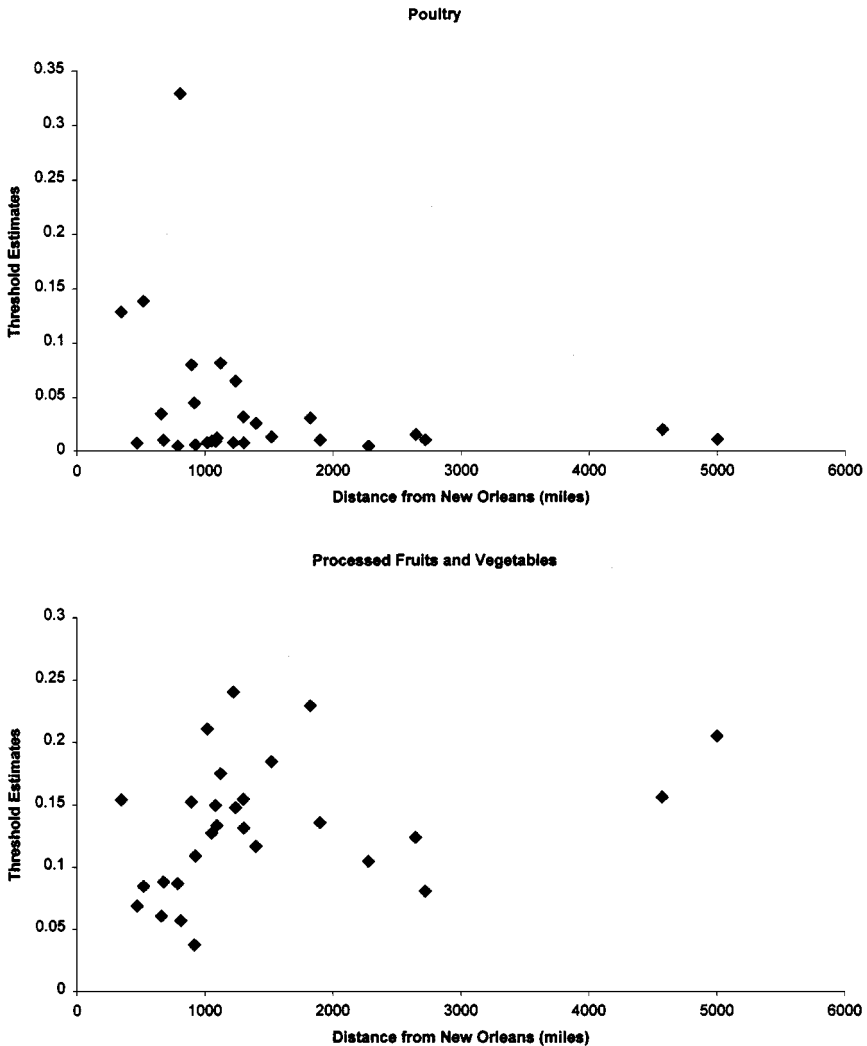 Poultry
Threshold Estimates
0.35
0.3
0.25
0.2
0.15
0.1
0.05
0
0 1000 2000 3000 4000 5000 6000
Distance from New Orleans (miles)
Processed Fruits and Vegetables
Threshold Estimates
0.3
0.25
0.2
0.15
0.1
0.05
0
0 1000 2000 3000 4000 5000 6000
Distance from New Orleans (miles)